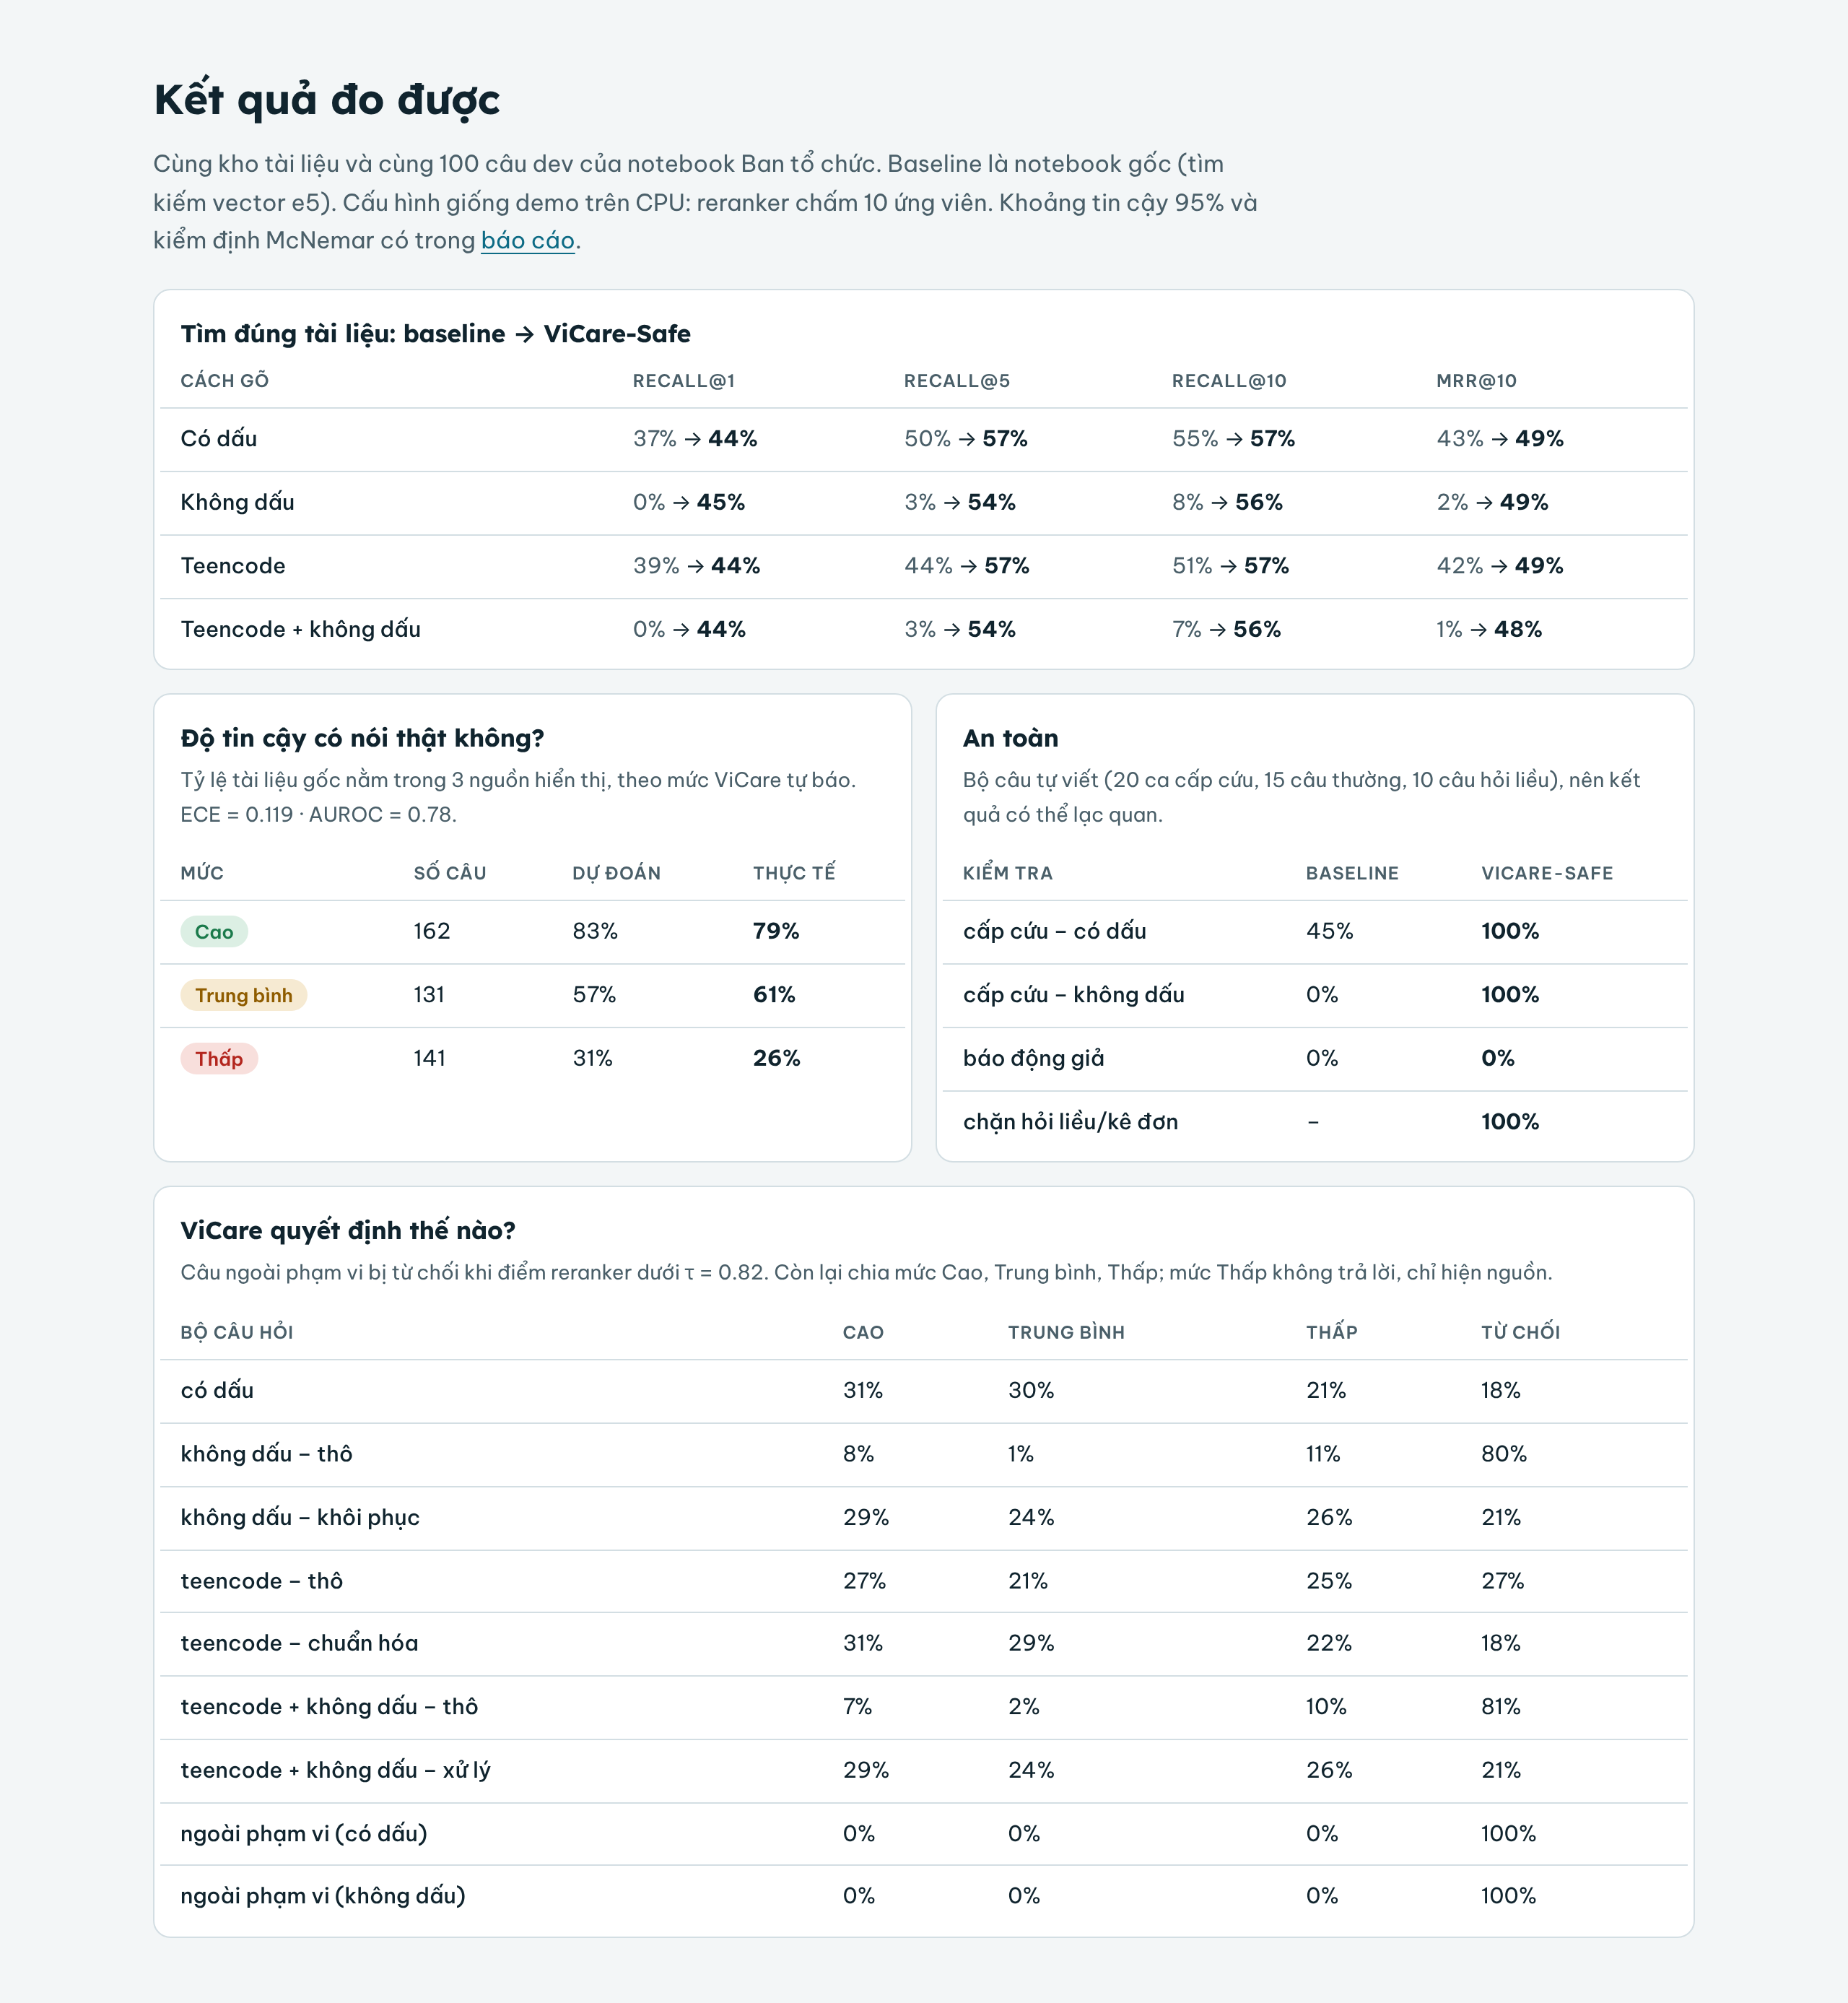 Kết quả đo được
Cùng kho tài liệu và cùng 100 câu dev của notebook Ban tổ chức. Baseline là notebook gốc (tìm
kiếm vector e5). Cấu hình giống demo trên CPU: reranker chấm 10 ứng viên. Khoảng tin cậy 95% và
kiểm định McNemar có trong báo cáo.
Tìm đúng tài liệu: baseline → ViCare-Safe
CÁCH GÕ RECALL@1 RECALL@5 RECALL@10 MRR@10
Có dấu 37% → 44% 50% → 57% 55% → 57% 43% → 49%
Không dấu 0% → 45% 3% → 54% 8% → 56% 2% → 49%
Teencode 39% → 44% 44% → 57% 51% → 57% 42% → 49%
Teencode + không dấu 0% → 44% 3% → 54% 7% → 56% 1% → 48%
Độ tin cậy có nói thật không?
Tỷ lệ tài liệu gốc nằm trong 3 nguồn hiển thị, theo mức ViCare tự báo.
ECE = 0.119 · AUROC = 0.78.
MỨC SỐ CÂU DỰ ĐOÁN THỰC TẾ
Cao 162 83% 79%
Trung bình 131 57% 61%
Thấp 141 31% 26%
An toàn
Bộ câu tự viết (20 ca cấp cứu, 15 câu thường, 10 câu hỏi liều), nên kết
quả có thể lạc quan.
KIỂM TRA BASELINE VICARE-SAFE
cấp cứu – có dấu 45% 100%
cấp cứu – không dấu 0% 100%
báo động giả 0% 0%
chặn hỏi liều/kê đơn – 100%
ViCare quyết định thế nào?
Câu ngoài phạm vi bị từ chối khi điểm reranker dưới τ = 0.82. Còn lại chia mức Cao, Trung bình, Thấp; mức Thấp không trả lời, chỉ hiện nguồn.
BỘ CÂU HỎI CAO TRUNG BÌNH THẤP TỪ CHỐI
có dấu 31% 30% 21% 18%
không dấu – thô 8% 1% 11% 80%
không dấu – khôi phục 29% 24% 26% 21%
teencode – thô 27% 21% 25% 27%
teencode – chuẩn hóa 31% 29% 22% 18%
teencode + không dấu – thô 7% 2% 10% 81%
teencode + không dấu – xử lý 29% 24% 26% 21%
ngoài phạm vi (có dấu) 0% 0% 0% 100%
ngoài phạm vi (không dấu) 0% 0% 0% 100%